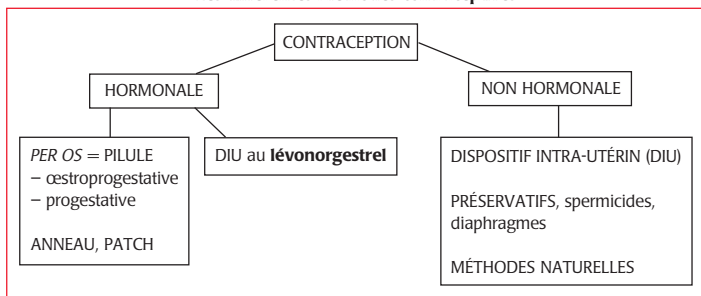 CONTRACEPTION
HORMONALE
NON HORMONALE
PER OS = PILULE
– œstroprogestative
– progestative
ANNEAU, PATCH
DIU au lévonorgestrel
DISPOSITIF INTRA-UTÉRIN (DIU)
PRÉSERVATIFS, spermicides,
diaphragmes
MÉTHODES NATURELLES